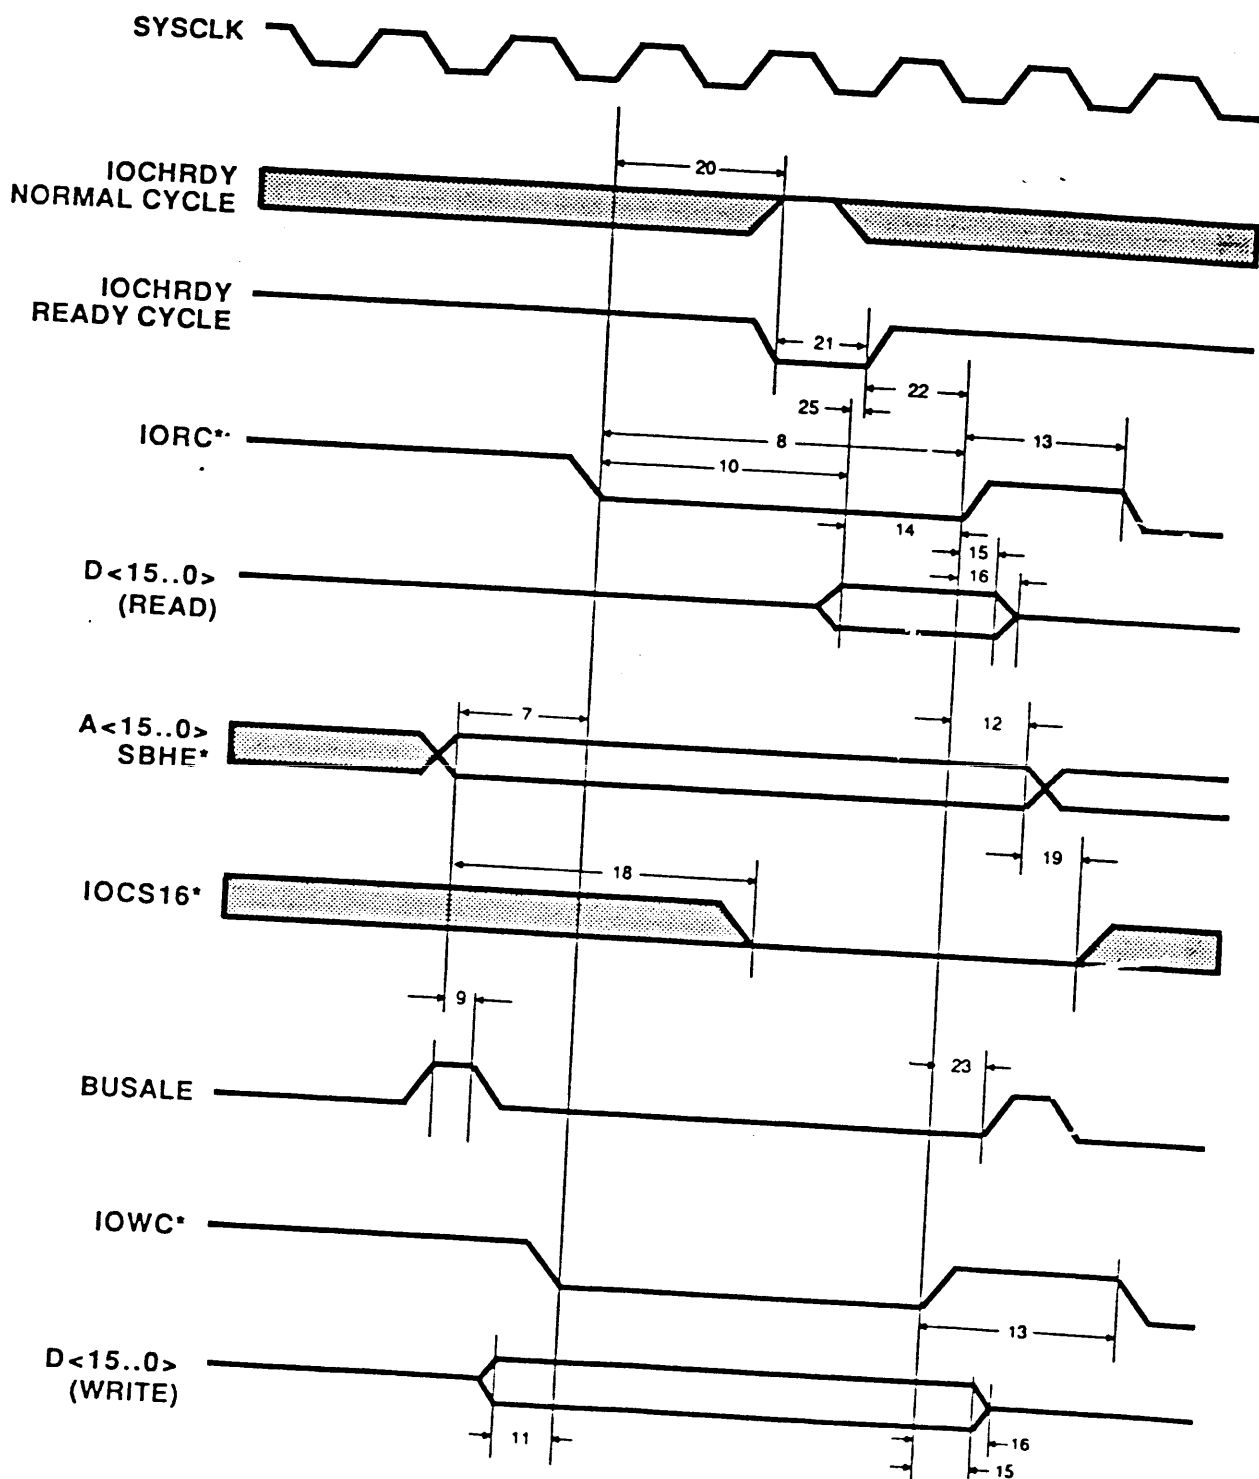 SYSCLK
IOCHRDY
NORMAL CYCLE
20
IOCHRDY
READY CYCLE
21
22
25
IORC*
8
13
10
14
15
16
D<15..0>
(READ)
A<15..0>
SBHE*
7
12
19
IOCS16*
18
9
BUSALE
23
IOWC*
13
D<15..0>
(WRITE)
11
16
15